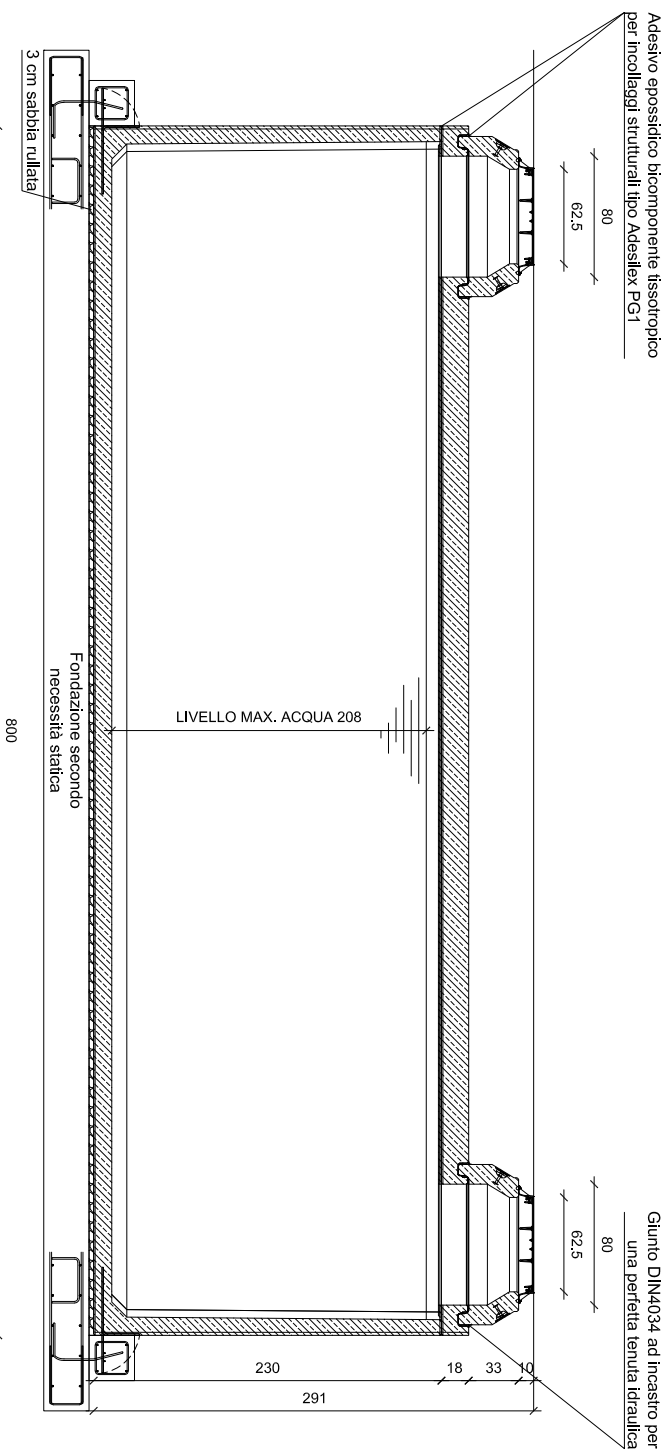 Adesivo epossidico bicomponente tissotropico
per incollaggi strutturali tipo Adesilex PG1
Giunto DIN4034 ad incastro per
una perfetta tenuta idraulica
80
62.5
80
62.5
10
33
18
230
291
LIVELLO MAX. ACQUA 208
3 cm sabbia rullata
Fondazione secondo
necessità statica
800